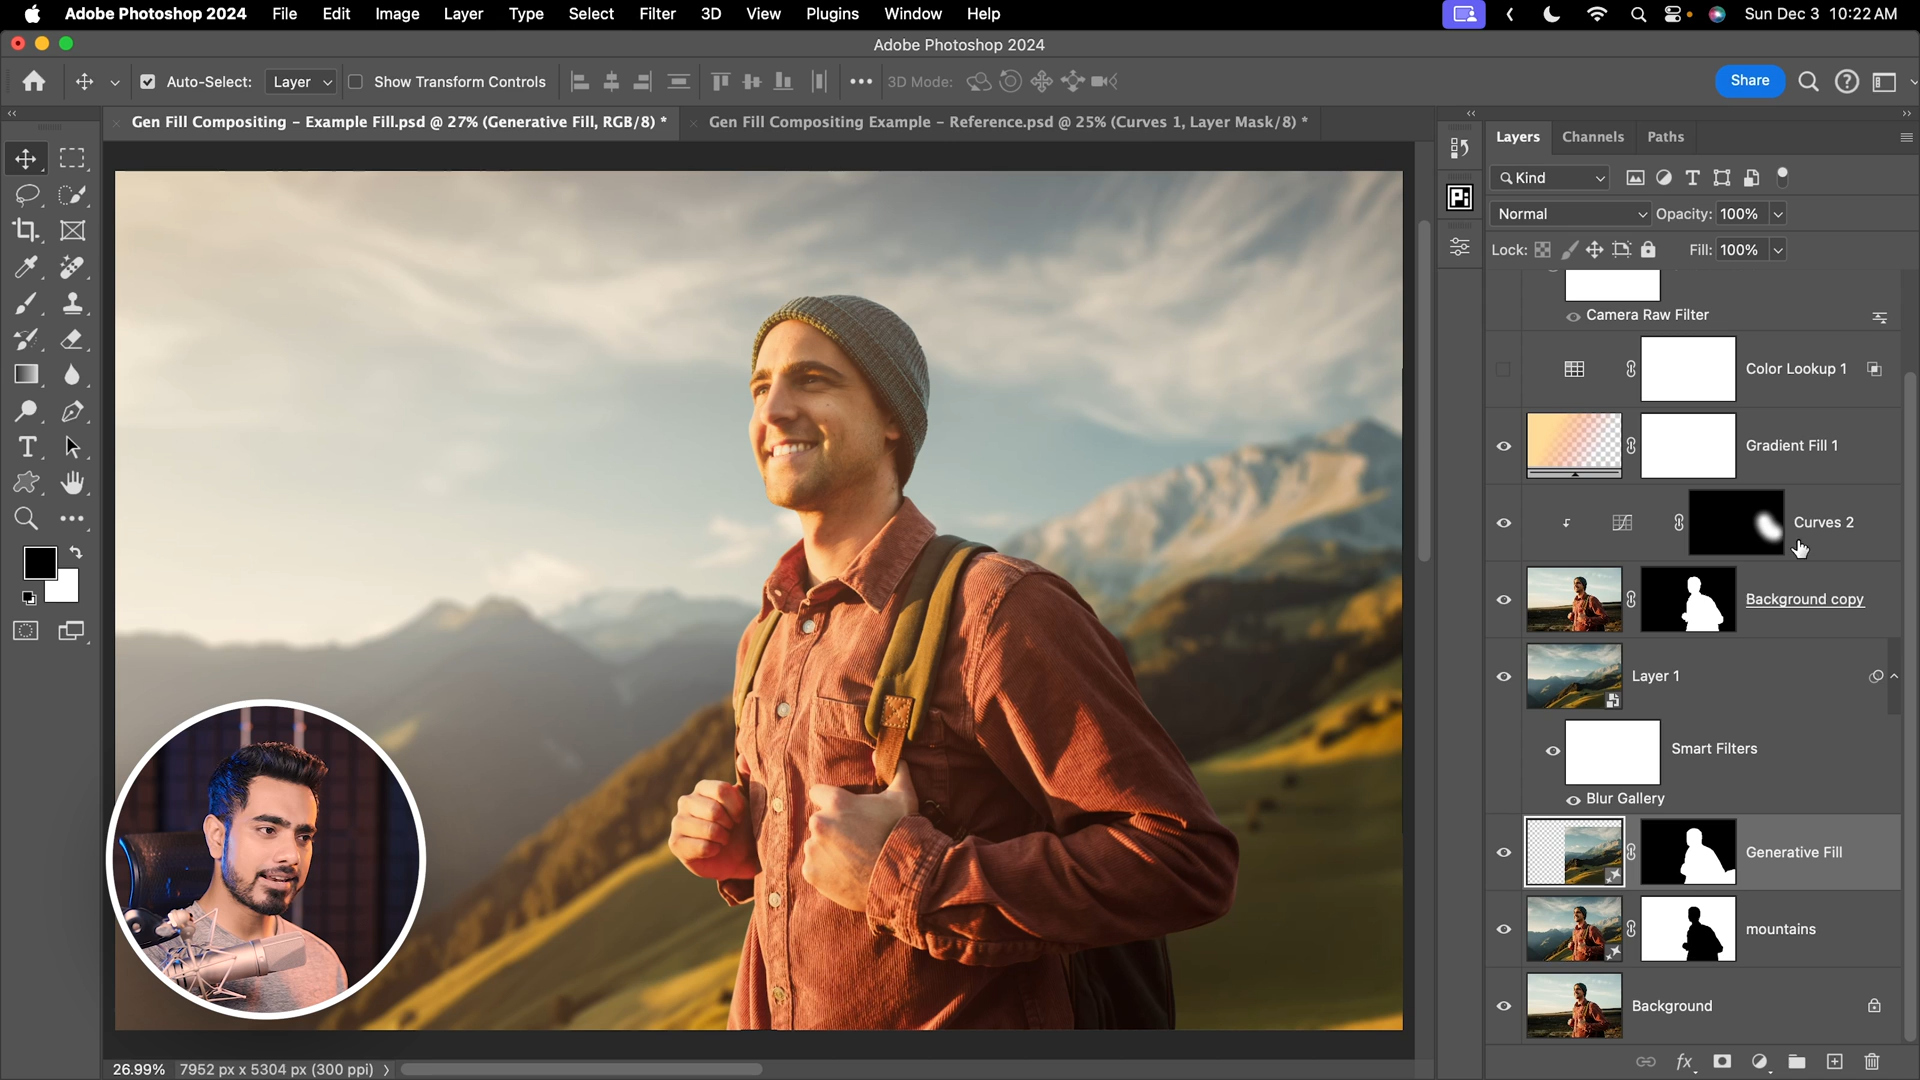 Adobe Photoshop 2024 File Edit Image Layer Type Select Filter 3D View Plugins Window Help Sun Dec 3 10:22 AM
Adobe Photoshop 2024
Auto-Select: Layer Show Transform Controls 3D Mode: Share
Gen Fill Compositing – Example Fill.psd @ 27% (Generative Fill, RGB/8) *
Gen Fill Compositing Example – Reference.psd @ 25% (Curves 1, Layer Mask/8) *
Layers Channels Paths
Kind
Normal Opacity: 100%
Lock: Fill: 100%
Pi
Camera Raw Filter
Color Lookup 1
Gradient Fill 1
Curves 2
Background copy
Layer 1
Smart Filters
Blur Gallery
Generative Fill
mountains
Background
fx
26.99% 7952 px x 5304 px (300 ppi)